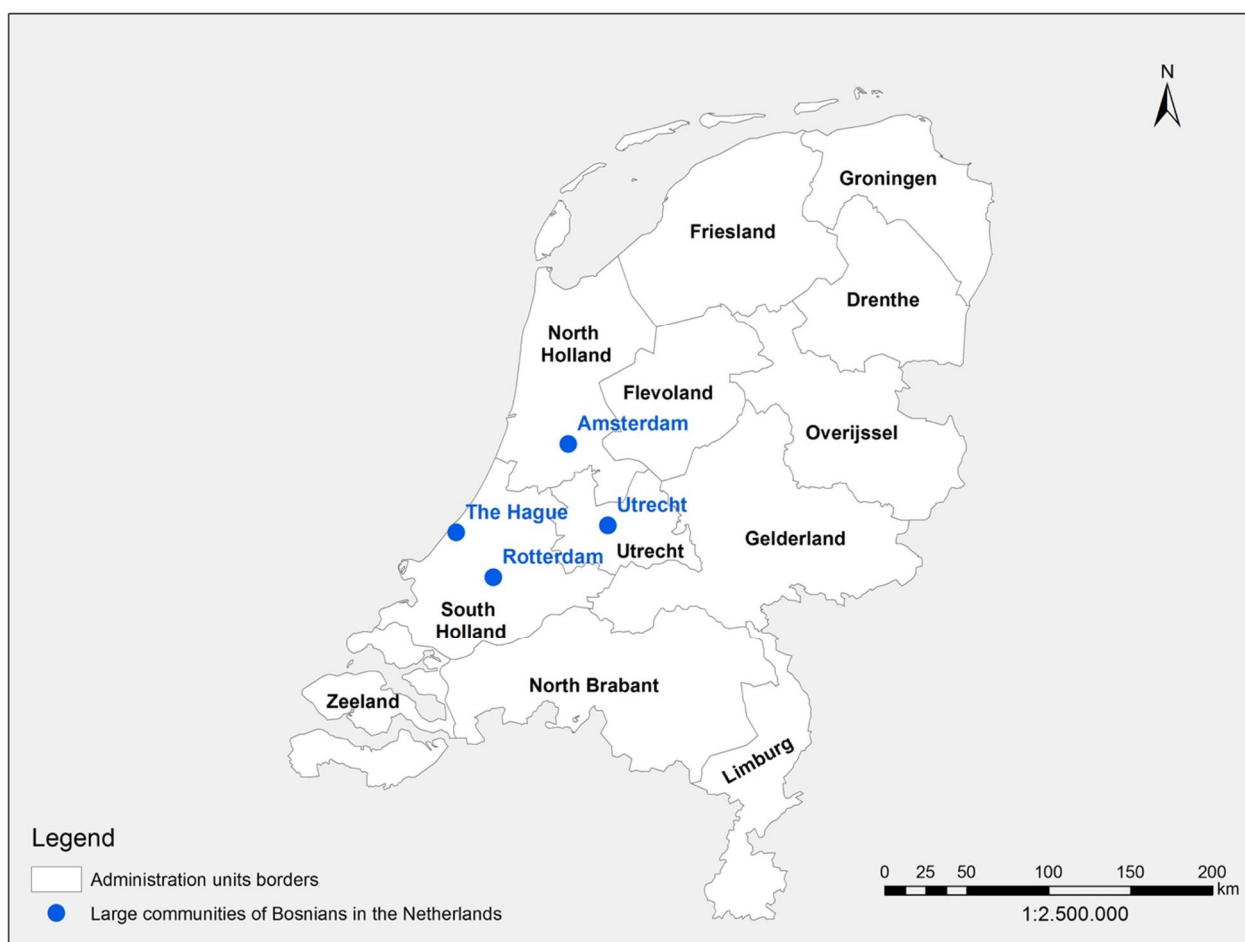 N
Groningen
Friesland
Drenthe
North
Holland
Flevoland
Amsterdam
Overijssel
The Hague
Utrecht
Rotterdam
Utrecht
Gelderland
South
Holland
North Brabant
Zeeland
Limburg
Legend
Administration units borders
Large communities of Bosnians in the Netherlands
0 25 50 100 150 200
km
1:2.500.000